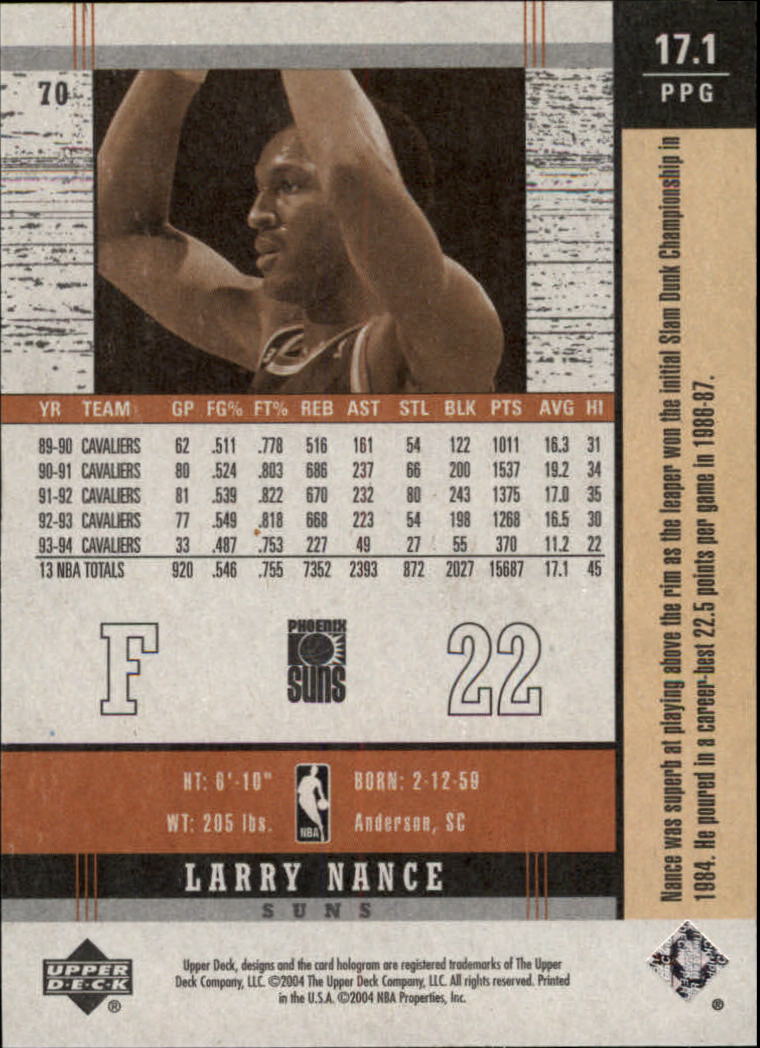 17.1
PPG
70
YR TEAM GP FG% FT% REB AST STL BLK PTS AVG HI
89-90 CAVALIERS 62 .511 .778 516 161 54 122 1011 16.3 31
90-91 CAVALIERS 80 .524 .803 686 237 66 200 1537 19.2 34
91-92 CAVALIERS 81 .539 .822 670 232 80 243 1375 17.0 35
92-93 CAVALIERS 77 .549 .818 668 223 54 198 1268 16.5 30
93-94 CAVALIERS 33 .487 .753 227 49 27 55 370 11.2 22
13 NBA TOTALS 920 .546 .755 7352 2393 872 2027 15687 17.1 45
F
PHOENIX
SUNS
22
HT: 6'-10" BORN: 2-12-59
WT: 205 lbs. Anderson, SC
NBA
LARRY NANCE
SUNS
Nance was superb at playing above the rim as the leaper won the initial Slam Dunk Championship in
1984. He poured in a career-best 22.5 points per game in 1986-87.
UPPER
D·E·C·K
®
Upper Deck, designs and the card hologram are registered trademarks of The Upper
Deck Company, LLC. ©2004 The Upper Deck Company, LLC. All rights reserved. Printed
in the U.S.A. ©2004 NBA Properties, Inc.
®